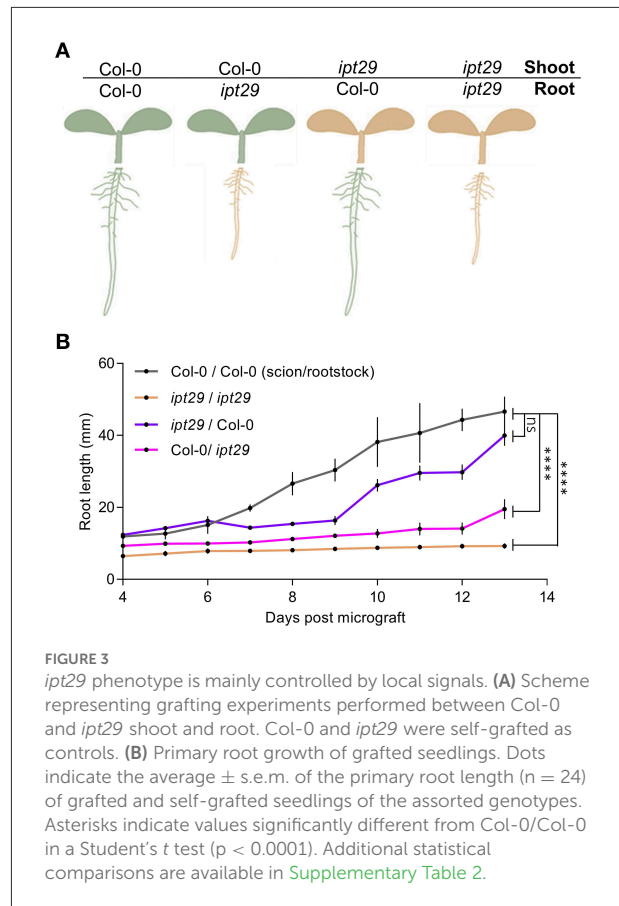 A
Col-0 Col-0 ipt29 ipt29 Shoot
Col-0 ipt29 Col-0 ipt29 Root
B
60
40
20
0
Root length (mm)
Col-0 / Col-0 (scion/rootstock)
ipt29 / ipt29
ipt29 / Col-0
Col-0/ ipt29
ns
****
****
4 6 8 10 12 14
Days post micrograft
FIGURE 3
ipt29 phenotype is mainly controlled by local signals. (A) Scheme
representing grafting experiments performed between Col-0
and ipt29 shoot and root. Col-0 and ipt29 were self-grafted as
controls. (B) Primary root growth of grafted seedlings. Dots
indicate the average ± s.e.m. of the primary root length (n = 24)
of grafted and self-grafted seedlings of the assorted genotypes.
Asterisks indicate values significantly different from Col-0/Col-0
in a Student's t test (p < 0.0001). Additional statistical
comparisons are available in Supplementary Table 2.